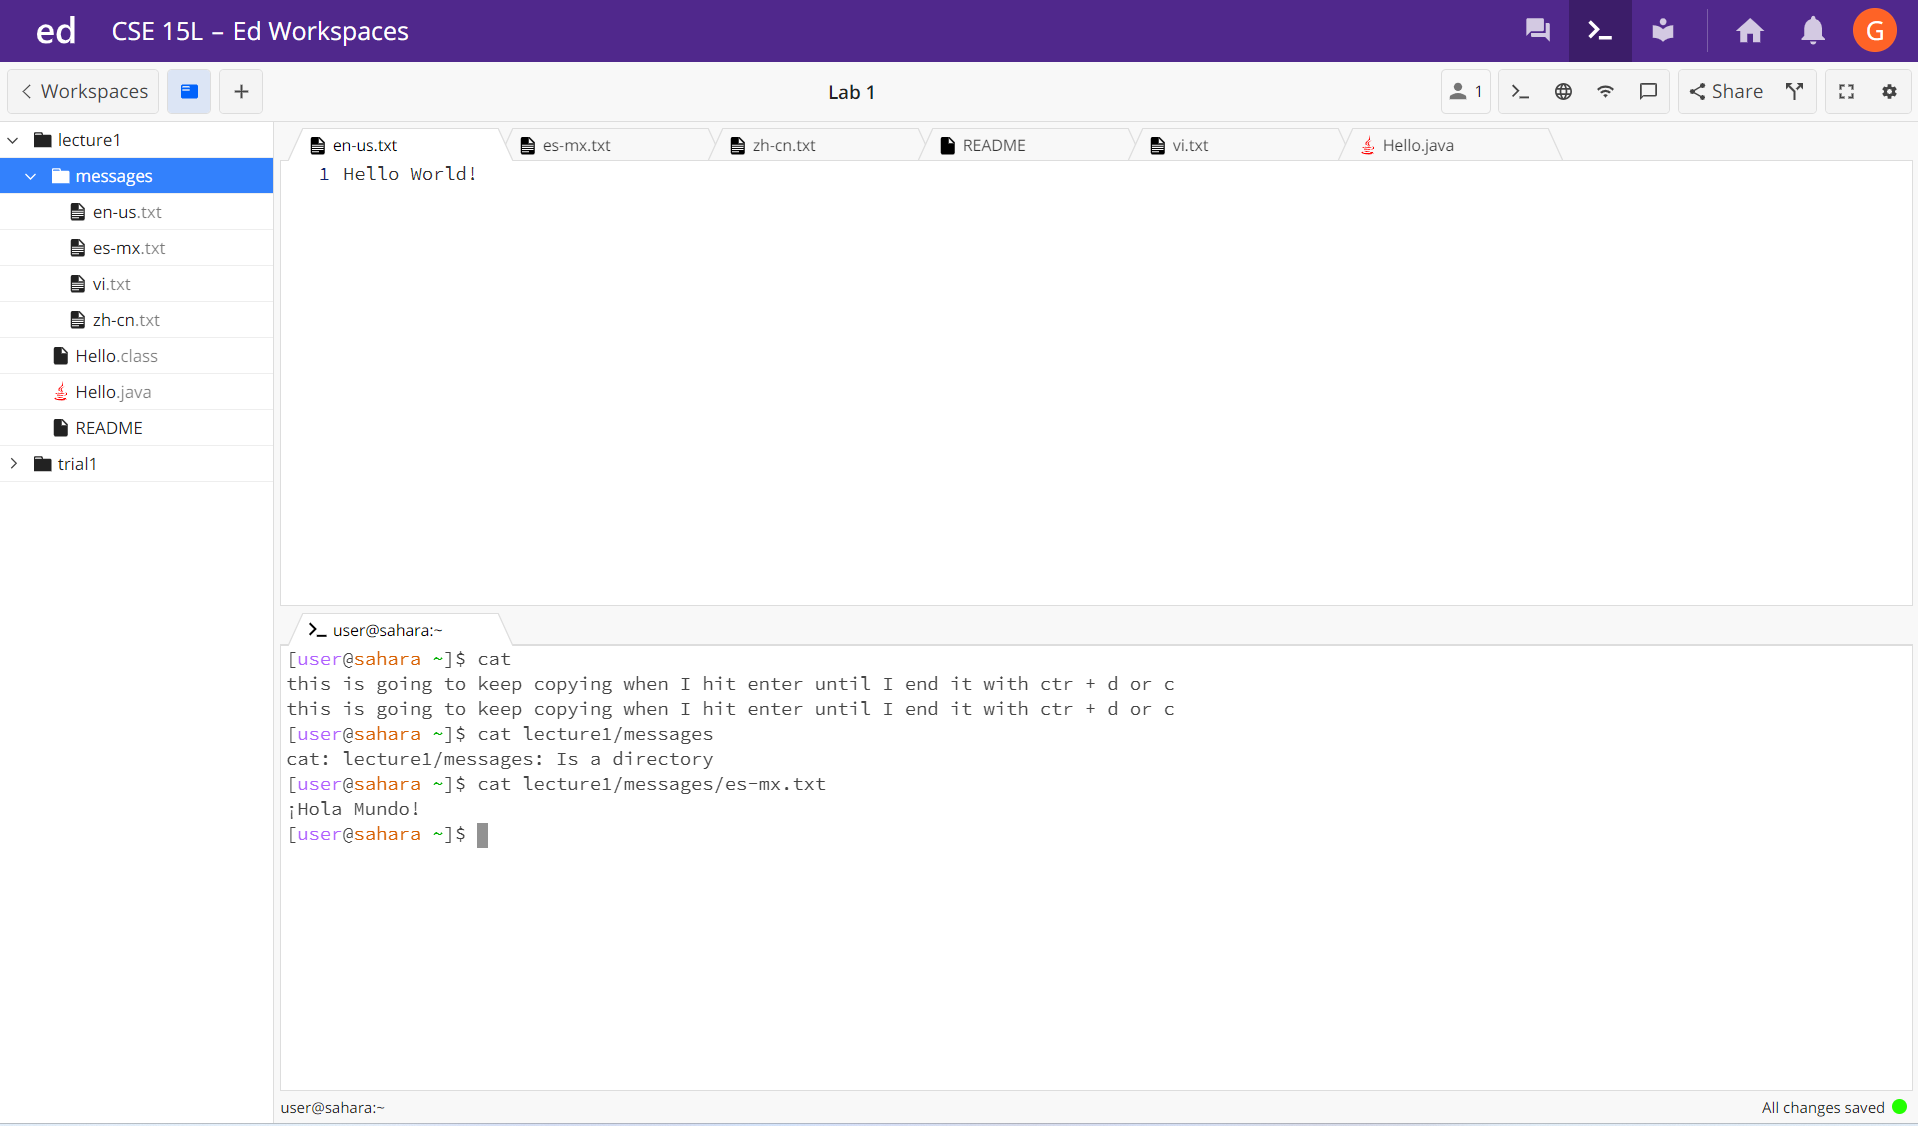 ed CSE 15L – Ed Workspaces G
Workspaces + Lab 1 1 Share
lecture1
messages
en-us.txt
es-mx.txt
vi.txt
zh-cn.txt
Hello.class
Hello.java
README
trial1
en-us.txt es-mx.txt zh-cn.txt README vi.txt Hello.java
1 Hello World!
user@sahara:~
[user@sahara ~]$ cat
this is going to keep copying when I hit enter until I end it with ctr + d or c
this is going to keep copying when I hit enter until I end it with ctr + d or c
[user@sahara ~]$ cat lecture1/messages
cat: lecture1/messages: Is a directory
[user@sahara ~]$ cat lecture1/messages/es-mx.txt
¡Hola Mundo!
[user@sahara ~]$
user@sahara:~ All changes saved